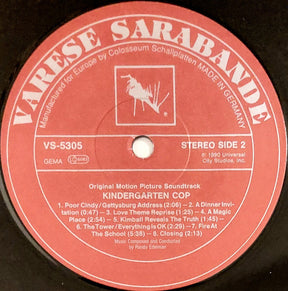 VARESE SARABANDE
Manufactured for Europe by Colosseum Schallplatten MADE IN GERMANY
VS-5305
STEREO SIDE 2
GEMA
℗ 1990 Universal
City Studios, Inc.
Original Motion Picture Soundtrack
KINDERGARTEN COP
1. Poor Cindy/Gettysburg Address (2:06) — 2. A Dinner Invi-
tation (0:47) — 3. Love Theme Reprise (1:25) — 4. A Magic
Place (2:54) — 5. Kimball Reveals The Truth (1:45) —
6. The Tower/Everything Is OK (2:29) — 7. Fire At
The School (5:15) — 8. Closing (2:13)
Music Composed and Conducted
by Randy Edelman